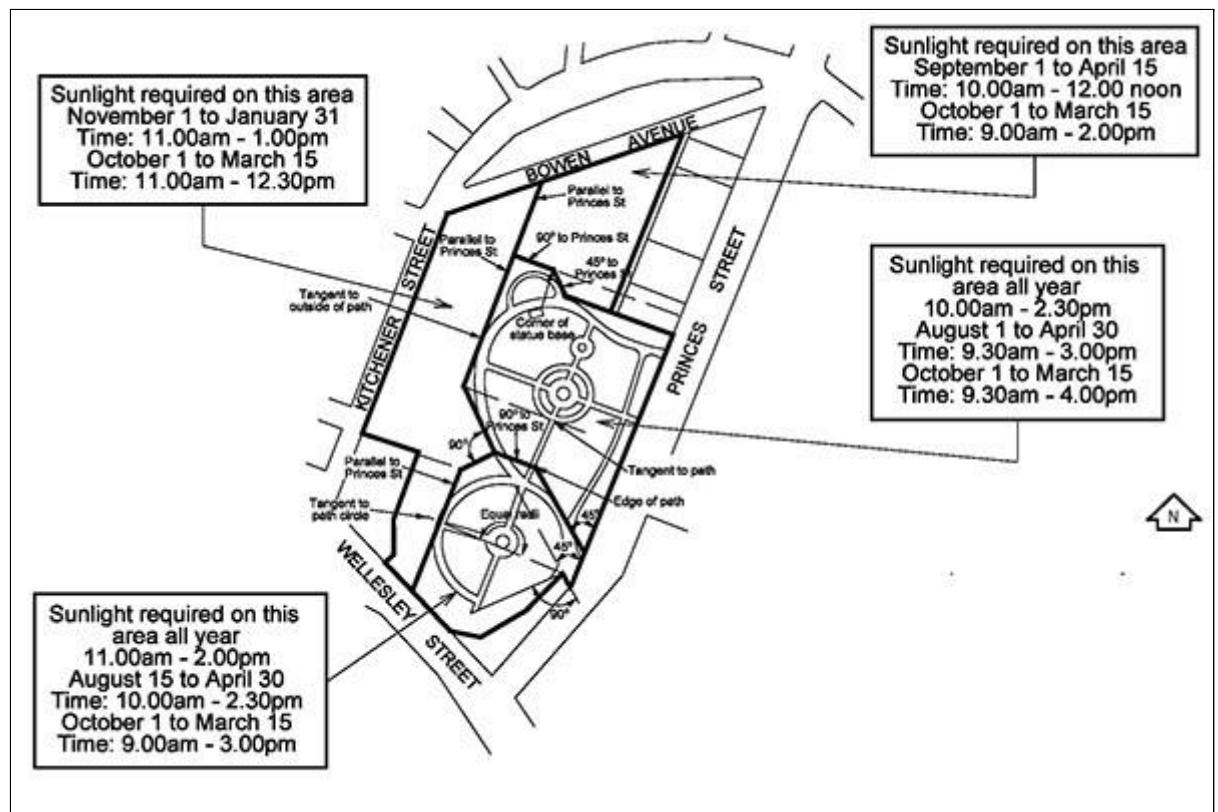 Sunlight required on this area
November 1 to January 31
Time: 11.00am - 1.00pm
October 1 to March 15
Time: 11.00am - 12.30pm
Sunlight required on this area
September 1 to April 15
Time: 10.00am - 12.00 noon
October 1 to March 15
Time: 9.00am - 2.00pm
BOWEN AVENUE
Parallel to
Princes St
90° to Princes St
Parallel to
Princes St
45° to
Princes St
KITCHENER STREET
PRINCES STREET
Tangent to
outside of path
Corner of
statue base
Sunlight required on this
area all year
10.00am - 2.30pm
August 1 to April 30
Time: 9.30am - 3.00pm
October 1 to March 15
Time: 9.30am - 4.00pm
90° to
Princes St
90°
Parallel to
Princes St
Tangent to path
Tangent to
path circle
Edge of path
45°
45°
90°
N
WELLESLEY STREET
Sunlight required on this
area all year
11.00am - 2.00pm
August 15 to April 30
Time: 10.00am - 2.30pm
October 1 to March 15
Time: 9.00am - 3.00pm